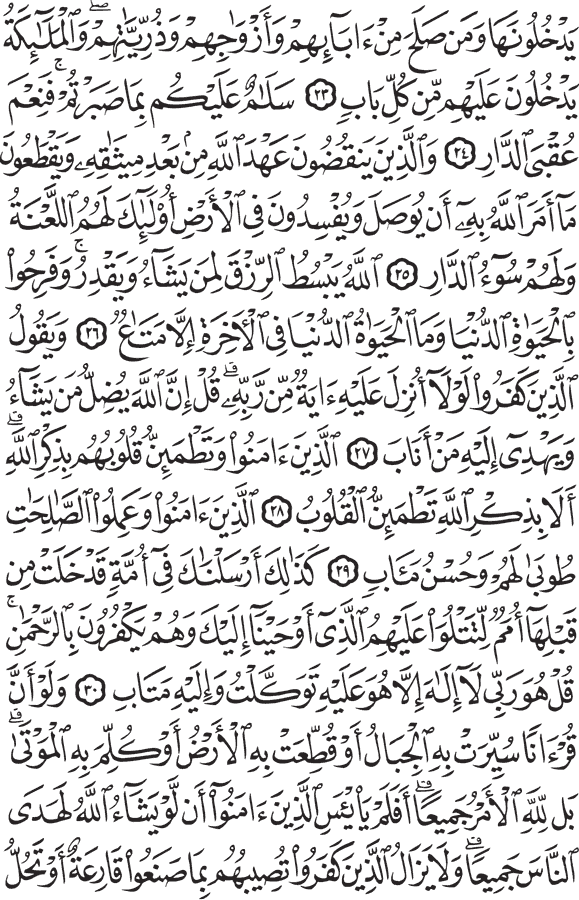 يَدْخُلُونَهَا وَمَن صَلَحَ مِنْ ءَابَآئِهِمْ وَأَزْوَٰجِهِمْ وَذُرِّيَّٰتِهِمْ ۖ وَٱلْمَلَٰٓئِكَةُ
يَدْخُلُونَ عَلَيْهِم مِّن كُلِّ بَابٍ ٢٣ سَلَٰمٌ عَلَيْكُم بِمَا صَبَرْتُمْ ۚ فَنِعْمَ
عُقْبَى ٱلدَّارِ ٢٤ وَٱلَّذِينَ يَنقُضُونَ عَهْدَ ٱللَّهِ مِنۢ بَعْدِ مِيثَٰقِهِۦ وَيَقْطَعُونَ
مَآ أَمَرَ ٱللَّهُ بِهِۦٓ أَن يُوصَلَ وَيُفْسِدُونَ فِى ٱلْأَرْضِ أُو۟لَٰٓئِكَ لَهُمُ ٱللَّعْنَةُ
وَلَهُمْ سُوٓءُ ٱلدَّارِ ٢٥ ٱللَّهُ يَبْسُطُ ٱلرِّزْقَ لِمَن يَشَآءُ وَيَقْدِرُ ۚ وَفَرِحُوا۟
بِٱلْحَيَوٰةِ ٱلدُّنْيَا وَمَا ٱلْحَيَوٰةُ ٱلدُّنْيَا فِى ٱلْءَاخِرَةِ إِلَّا مَتَٰعٌ ٢٦ وَيَقُولُ
ٱلَّذِينَ كَفَرُوا۟ لَوْلَآ أُنزِلَ عَلَيْهِ ءَايَةٌ مِّن رَّبِّهِۦ ۗ قُلْ إِنَّ ٱللَّهَ يُضِلُّ مَن يَشَآءُ
وَيَهْدِىٓ إِلَيْهِ مَنْ أَنَابَ ٢٧ ٱلَّذِينَ ءَامَنُوا۟ وَتَطْمَئِنُّ قُلُوبُهُم بِذِكْرِ ٱللَّهِ ۗ
أَلَا بِذِكْرِ ٱللَّهِ تَطْمَئِنُّ ٱلْقُلُوبُ ٢٨ ٱلَّذِينَ ءَامَنُوا۟ وَعَمِلُوا۟ ٱلصَّٰلِحَٰتِ
طُوبَىٰ لَهُمْ وَحُسْنُ مَـَٔابٍ ٢٩ كَذَٰلِكَ أَرْسَلْنَٰكَ فِىٓ أُمَّةٍ قَدْ خَلَتْ مِن
قَبْلِهَآ أُمَمٌ لِّتَتْلُوَا۟ عَلَيْهِمُ ٱلَّذِىٓ أَوْحَيْنَآ إِلَيْكَ وَهُمْ يَكْفُرُونَ بِٱلرَّحْمَٰنِ ۚ
قُلْ هُوَ رَبِّى لَآ إِلَٰهَ إِلَّا هُوَ عَلَيْهِ تَوَكَّلْتُ وَإِلَيْهِ مَتَابِ ٣٠ وَلَوْ أَنَّ
قُرْءَانًا سُيِّرَتْ بِهِ ٱلْجِبَالُ أَوْ قُطِّعَتْ بِهِ ٱلْأَرْضُ أَوْ كُلِّمَ بِهِ ٱلْمَوْتَىٰ ۗ
بَل لِّلَّهِ ٱلْأَمْرُ جَمِيعًا ۗ أَفَلَمْ يَا۟يْـَٔسِ ٱلَّذِينَ ءَامَنُوٓا۟ أَن لَّوْ يَشَآءُ ٱللَّهُ لَهَدَى
ٱلنَّاسَ جَمِيعًا ۗ وَلَا يَزَالُ ٱلَّذِينَ كَفَرُوا۟ تُصِيبُهُم بِمَا صَنَعُوا۟ قَارِعَةٌ أَوْ تَحُلُّ